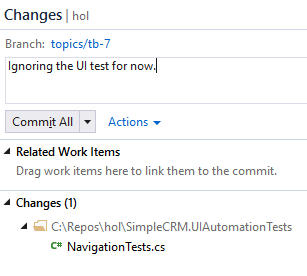 Changes | hol
Branch: topics/tb-7
Ignoring the UI test for now.
Commit All Actions
Related Work Items
Drag work items here to link them to the commit.
Changes (1)
C:\Repos\hol\SimpleCRM.UIAutomationTests
C# NavigationTests.cs